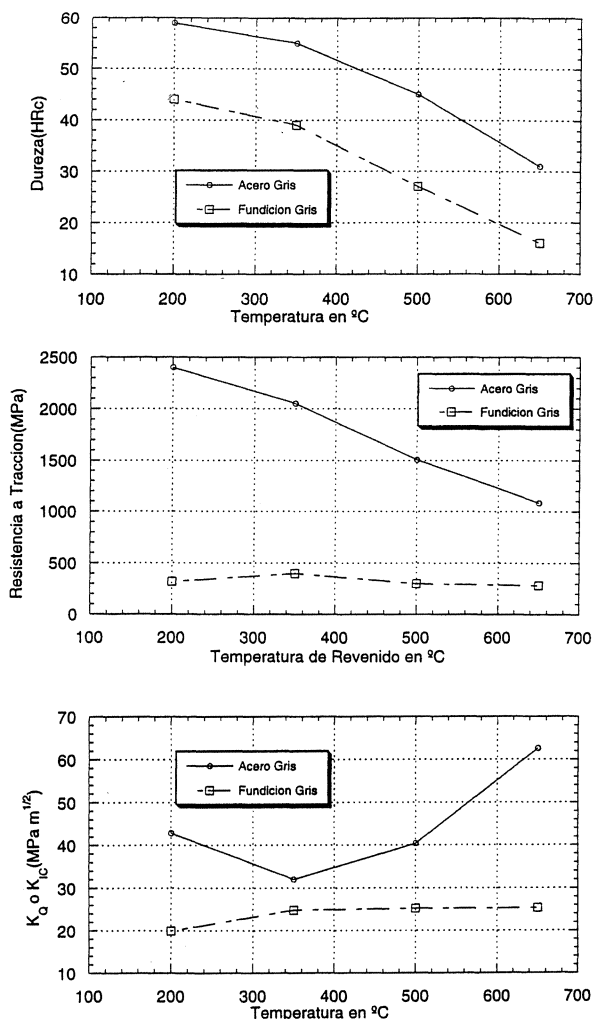 60
50
40
30
20
10
Dureza(HRc)
Acero Gris
Fundicion Gris
100 200 300 400 500 600 700
Temperatura en ºC
2500
2000
1500
1000
500
0
Resistencia a Traccion(MPa)
Acero Gris
Fundicion Gris
100 200 300 400 500 600 700
Temperatura de Revenido en ºC
70
60
50
40
30
20
10
K_Q o K_IC(MPa m^1/2)
Acero Gris
Fundicion Gris
100 200 300 400 500 600 700
Temperatura en ºC